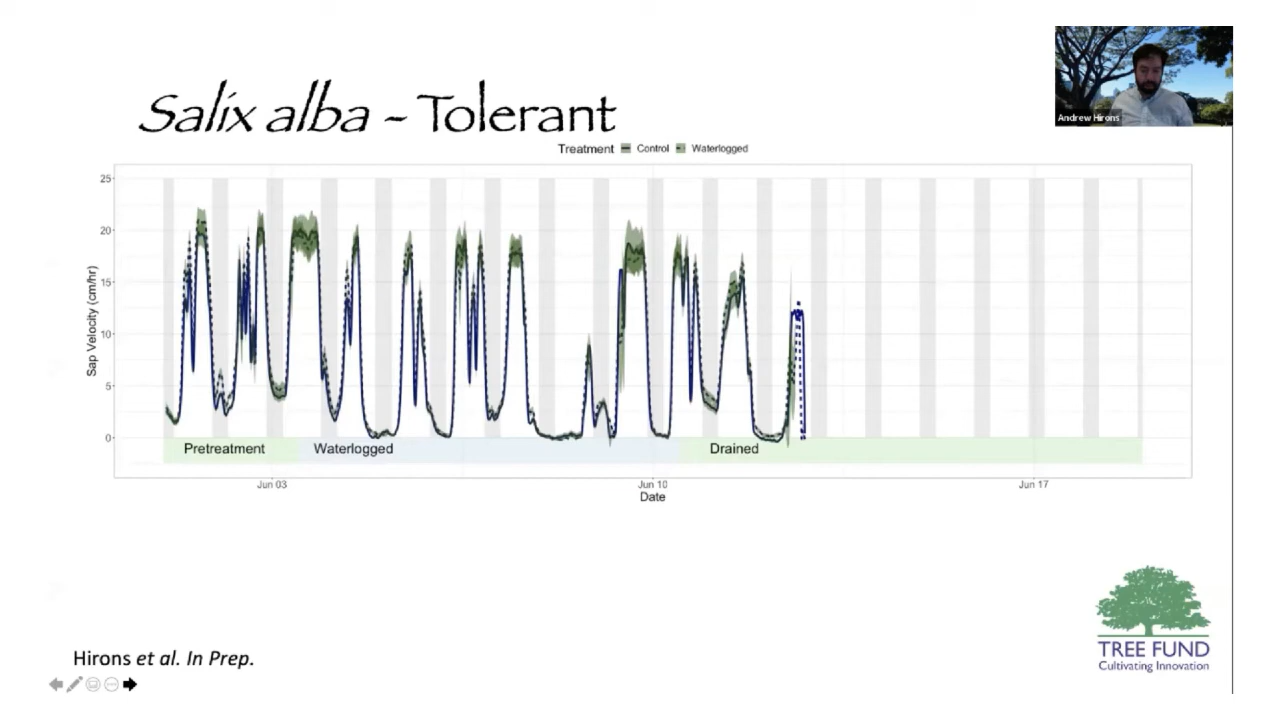 Andrew Hirons
Salix alba - Tolerant
Treatment Control Waterlogged
25
20
15
10
5
0
Sap Velocity (cm/hr)
Pretreatment Waterlogged Drained
Jun 03 Jun 10 Jun 17
Date
Hirons et al. In Prep.
TREE FUND
Cultivating Innovation